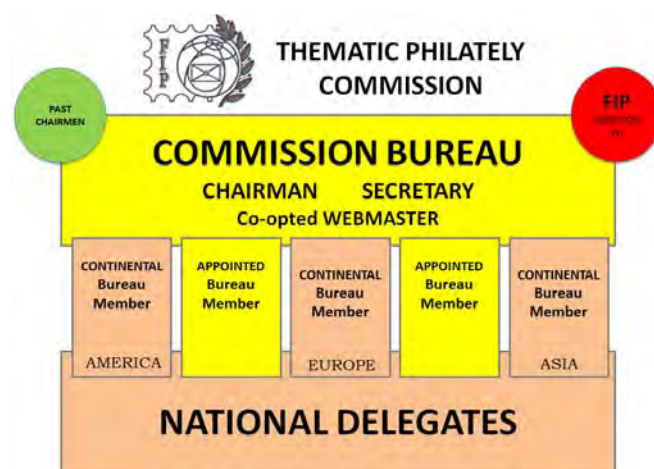 THEMATIC PHILATELY
COMMISSION
PAST
CHAIRMEN
FIP
COMMISSION BUREAU
CHAIRMAN SECRETARY
Co-opted WEBMASTER
CONTINENTAL
Bureau
Member
AMERICA
APPOINTED
Bureau
Member
CONTINENTAL
Bureau
Member
EUROPE
APPOINTED
Bureau
Member
CONTINENTAL
Bureau
Member
ASIA
NATIONAL DELEGATES